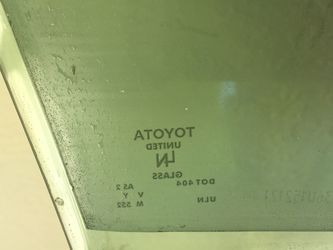 TOYOTA
UNITED
LN
GLASS
DOT 404 AS 2
V Y
ULN M 552